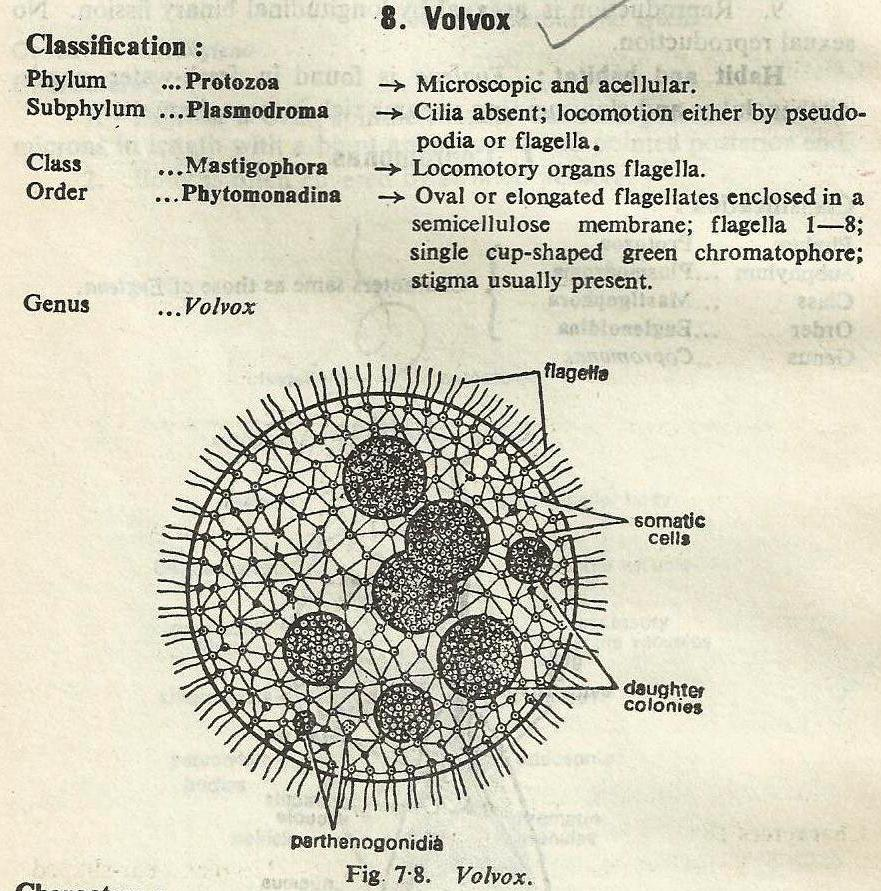 8. Volvox
Classification :
Phylum ...Protozoa → Microscopic and acellular.
Subphylum ...Plasmodroma → Cilia absent; locomotion either by pseudo-
podia or flagella.
Class ...Mastigophora → Locomotory organs flagella.
Order ...Phytomonadina → Oval or elongated flagellates enclosed in a
semicellulose membrane; flagella 1—8;
single cup-shaped green chromatophore;
stigma usually present.
Genus ...Volvox
flagella
somatic
cells
daughter
colonies
parthenogonidia
Fig. 7·8. Volvox.